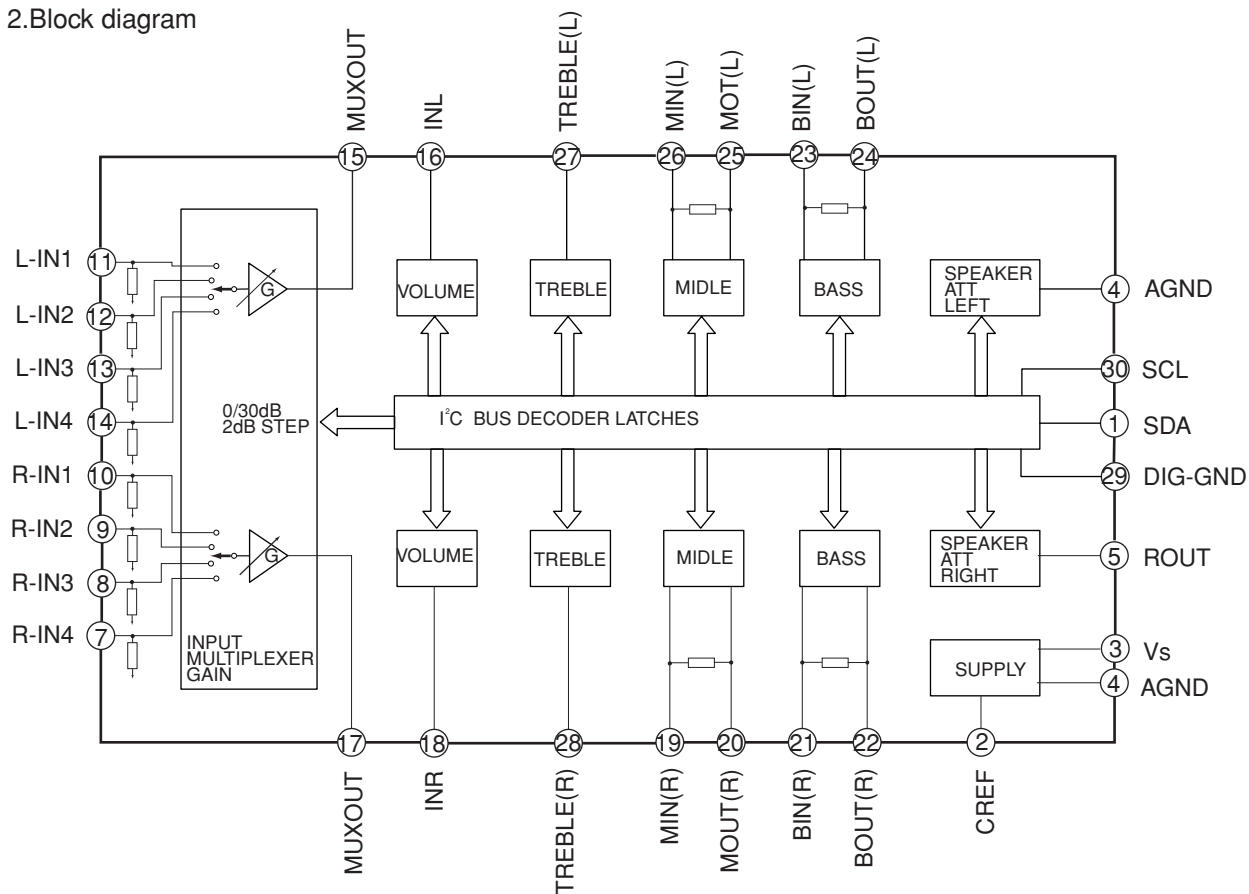 2.Block diagram
MUXOUT
INL
TREBLE(L)
MIN(L)
MOT(L)
BIN(L)
BOUT(L)
15
16
27
26
25
23
24
L-IN1
11
L-IN2
12
L-IN3
13
L-IN4
14
R-IN1
10
R-IN2
9
R-IN3
8
R-IN4
7
G
G
0/30dB
2dB STEP
INPUT
MULTIPLEXER
GAIN
VOLUME
TREBLE
MIDLE
BASS
SPEAKER
ATT
LEFT
I²C BUS DECODER LATCHES
VOLUME
TREBLE
MIDLE
BASS
SPEAKER
ATT
RIGHT
SUPPLY
4
AGND
30
SCL
1
SDA
29
DIG-GND
5
ROUT
3
Vs
4
AGND
17
18
28
19
20
21
22
2
MUXOUT
INR
TREBLE(R)
MIN(R)
MOUT(R)
BIN(R)
BOUT(R)
CREF